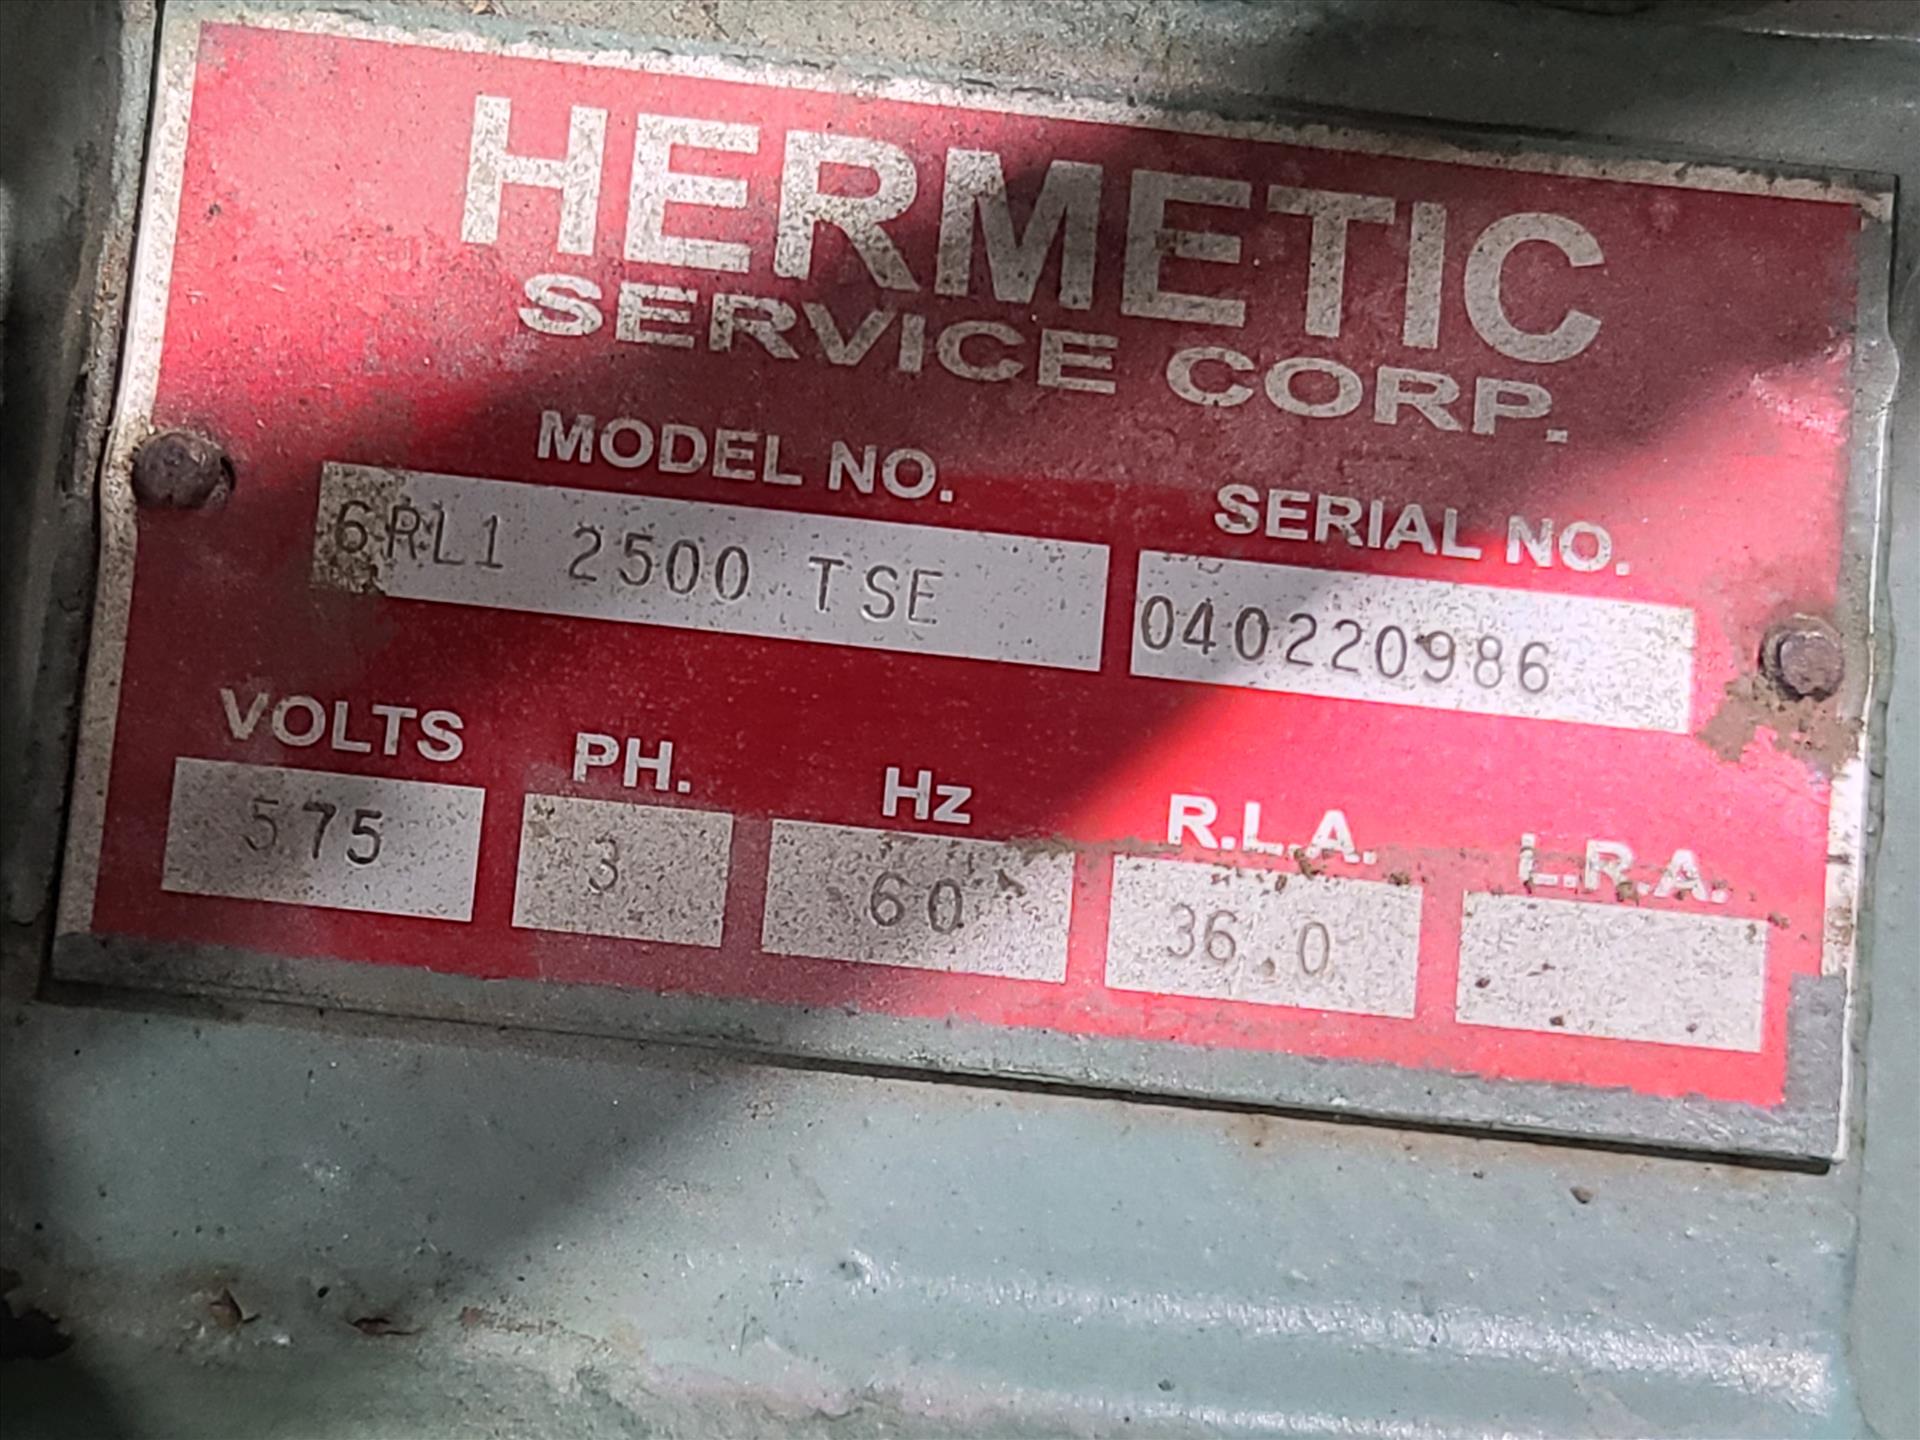 HERMETIC
SERVICE CORP.
MODEL NO. SERIAL NO.
6RL1 2500 TSE 040220986
VOLTS PH. Hz R.L.A. L.R.A.
575 3 60 36.0